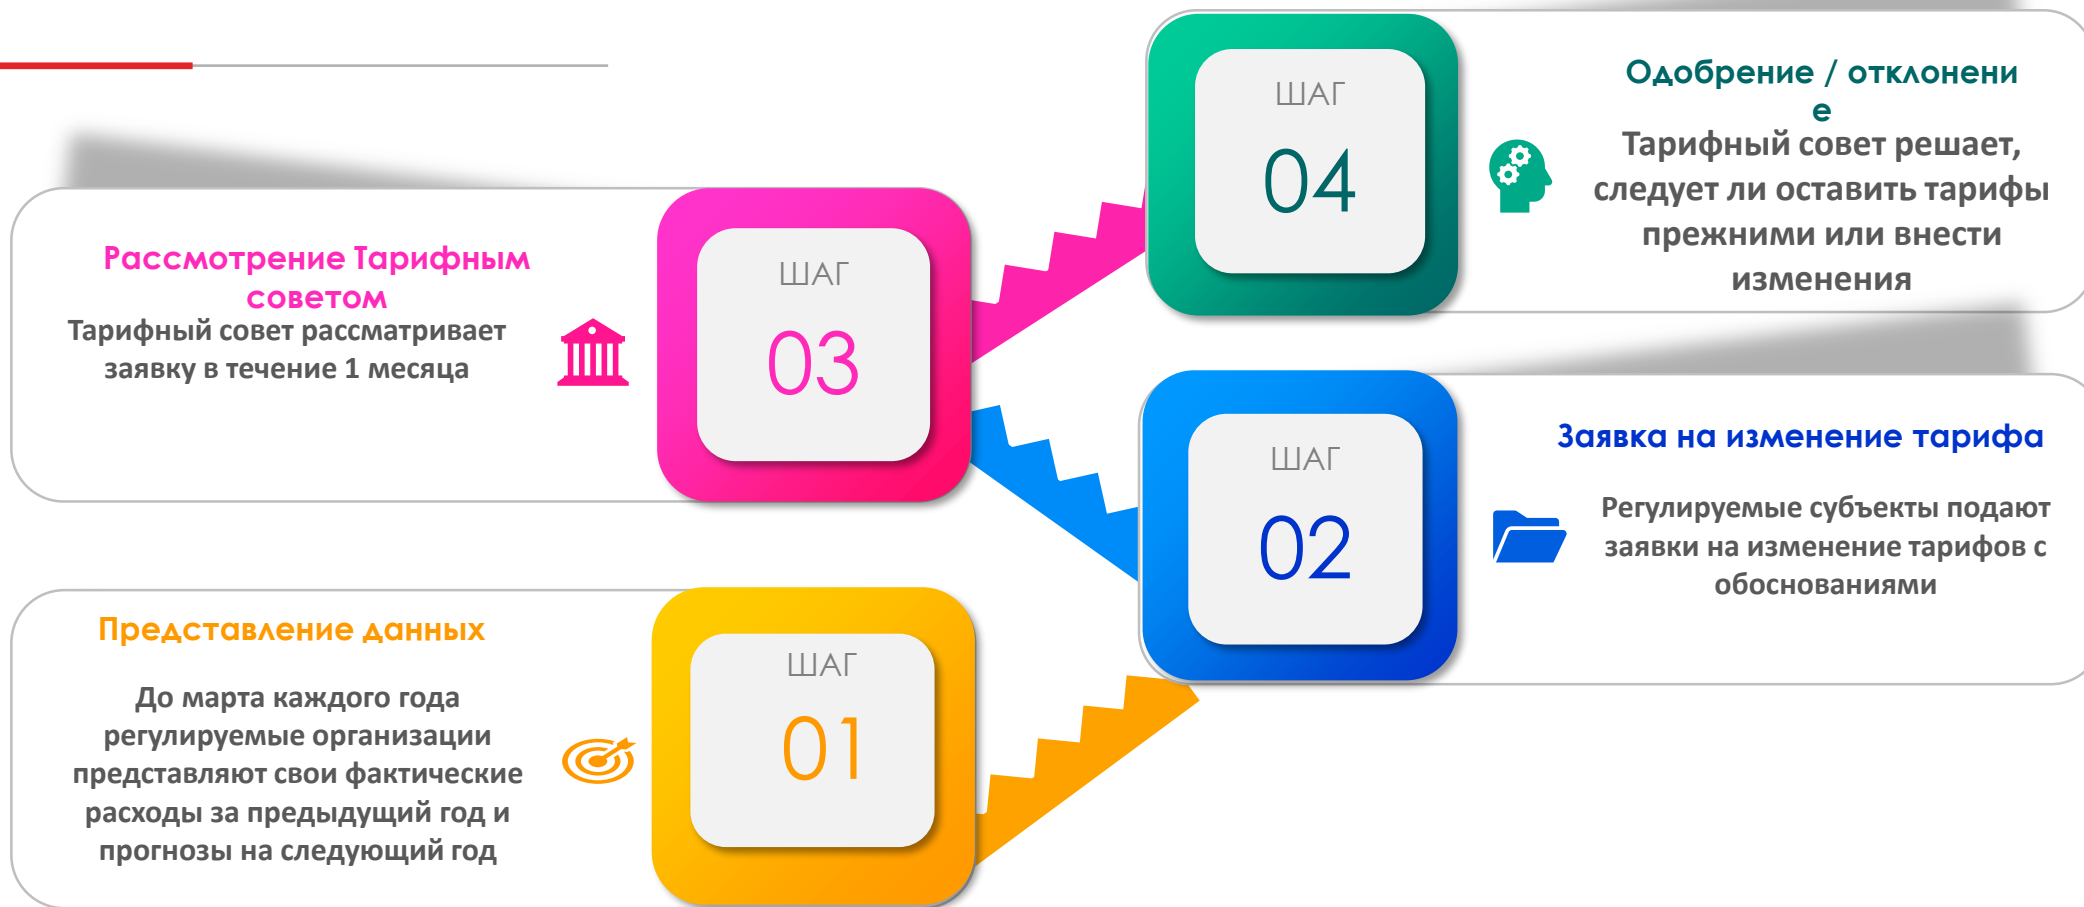 ШАГ
04
Одобрение / отклонени
е
Тарифный совет решает,
следует ли оставить тарифы
прежними или внести
изменения
Рассмотрение Тарифным
советом
Тарифный совет рассматривает
заявку в течение 1 месяца
ШАГ
03
ШАГ
02
Заявка на изменение тарифа
Регулируемые субъекты подают
заявки на изменение тарифов с
обоснованиями
Представление данных
До марта каждого года
регулируемые организации
представляют свои фактические
расходы за предыдущий год и
прогнозы на следующий год
ШАГ
01